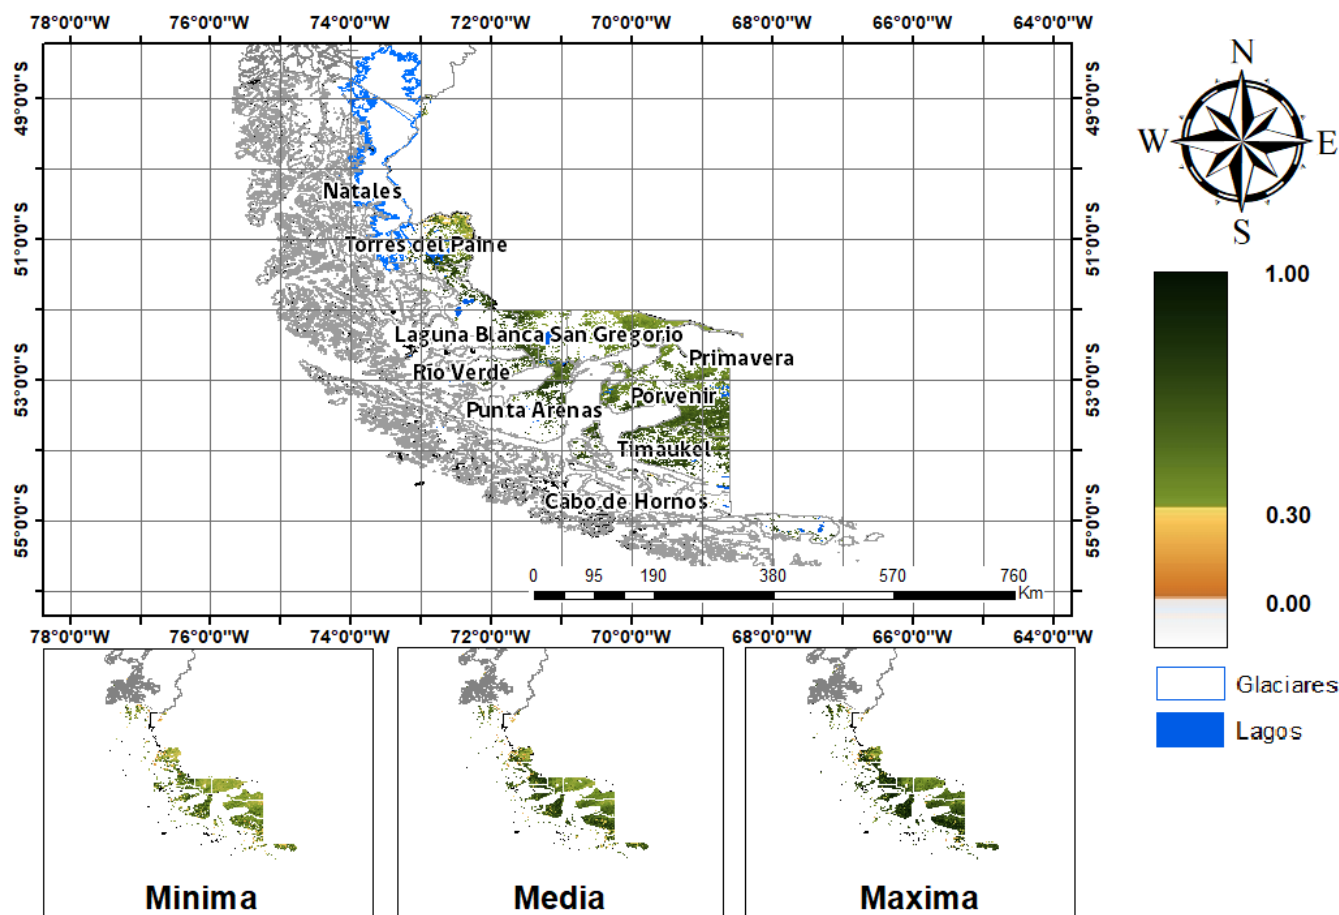 78°0'0"W 76°0'0"W 74°0'0"W 72°0'0"W 70°0'0"W 68°0'0"W 66°0'0"W 64°0'0"W
N
W E
S
49°0'0"S 49°0'0"S
51°0'0"S 51°0'0"S
53°0'0"S 53°0'0"S
55°0'0"S 55°0'0"S
Natales
Torres del Paine
Laguna Blanca San Gregorio
Primavera
Rio Verde
Porvenir
Punta Arenas
Timaukel
Cabo de Hornos
0 95 190 380 570 760
Km
78°0'0"W 76°0'0"W 74°0'0"W 72°0'0"W 70°0'0"W 68°0'0"W 66°0'0"W 64°0'0"W
1.00
0.30
0.00
Glaciares
Lagos
Minima Media Maxima